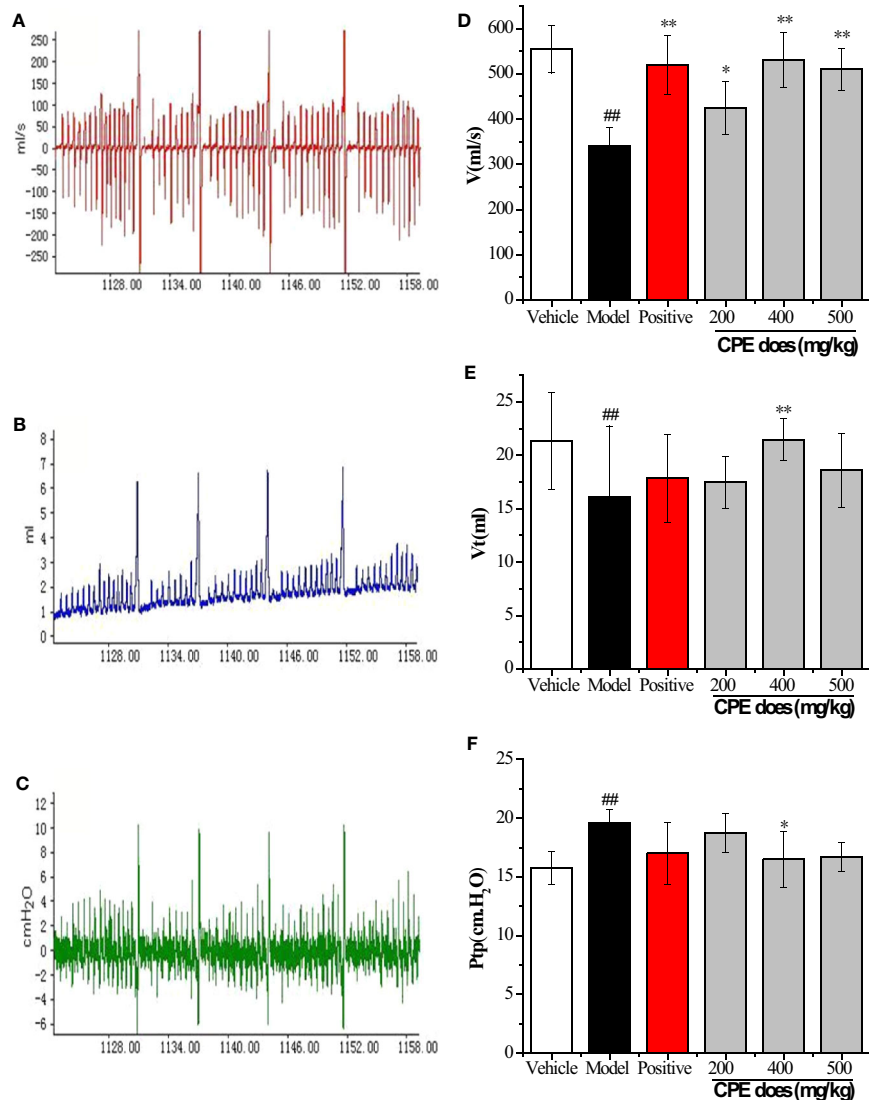 A
250
200
150
100
50
0
-50
-100
-150
-200
-250
ml/s
1128.00 1134.00 1140.00 1146.00 1152.00 1158.00
B
8
7
6
5
4
3
2
1
0
ml
1128.00 1134.00 1140.00 1146.00 1152.00 1158.00
C
12
10
8
6
4
2
0
-2
-4
-6
cmH2O
1128.00 1134.00 1140.00 1146.00 1152.00 1158.00
D
600
500
400
300
200
100
0
V(ml/s)
## ** * ** **
Vehicle Model Positive 200 400 500
CPE does(mg/kg)
E
25
20
15
10
5
0
Vt(ml)
## **
Vehicle Model Positive 200 400 500
CPE does(mg/kg)
F
25
20
15
10
5
0
Ptp(cm.H₂O)
## *
Vehicle Model Positive 200 400 500
CPE does(mg/kg)